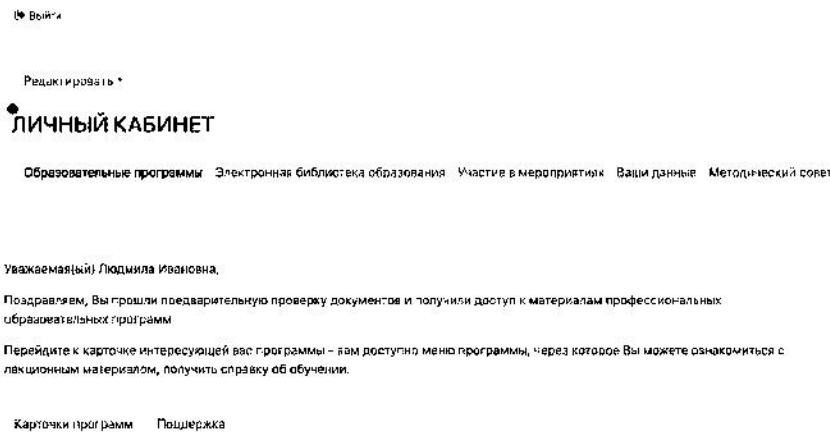 Выйти
Редактировать
ЛИЧНЫЙ КАБИНЕТ
Образовательные программы Электронная библиотека образования Участие в мероприятиях Ваши данные Методический совет
Уважаемая(ый) Людмила Ивановна,
Поздравляем, Вы прошли предварительную проверку документов и получили доступ к материалам профессиональных
образовательных программ
Перейдите к карточке интересующей вас программы – вам доступно меню программы, через которое Вы можете ознакомиться с
лекционным материалом, получить справку об обучении.
Карточки программ Поддержка